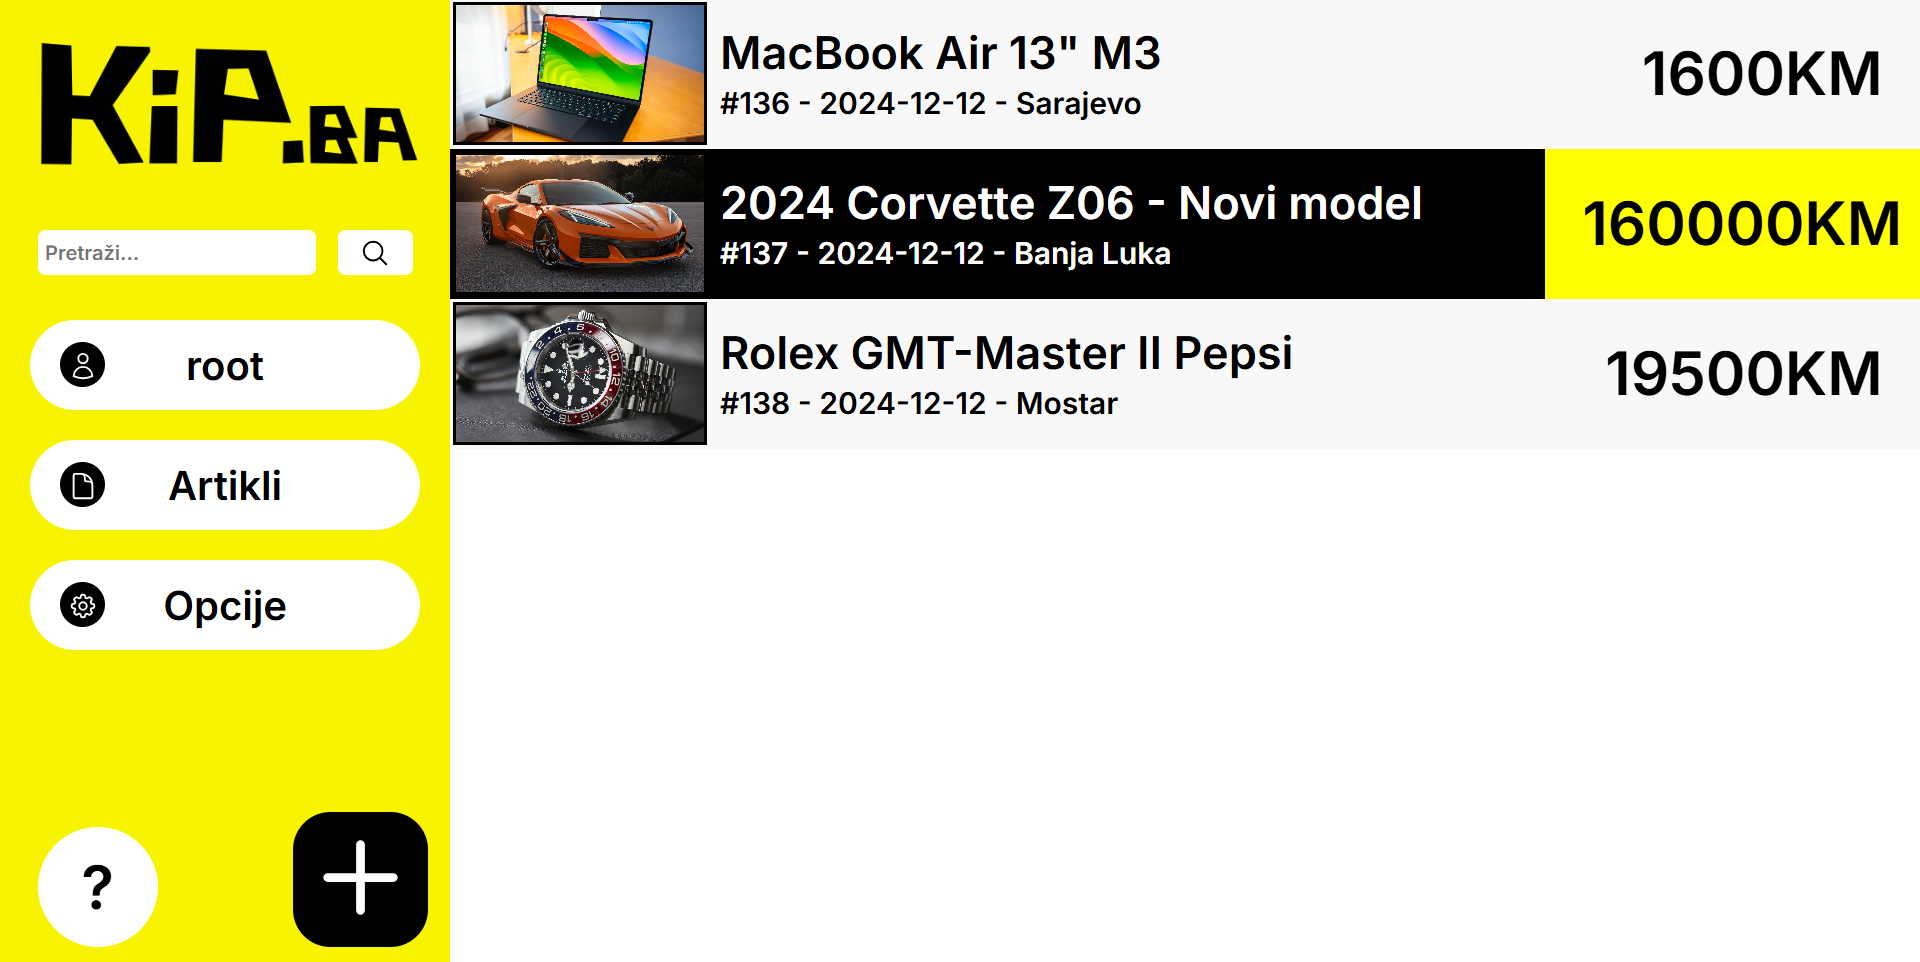 KiP.BA
Pretraži...
root
Artikli
Opcije
?
MacBook Air 13" M3
#136 - 2024-12-12 - Sarajevo
1600KM
2024 Corvette Z06 - Novi model
#137 - 2024-12-12 - Banja Luka
160000KM
Rolex GMT-Master II Pepsi
#138 - 2024-12-12 - Mostar
19500KM